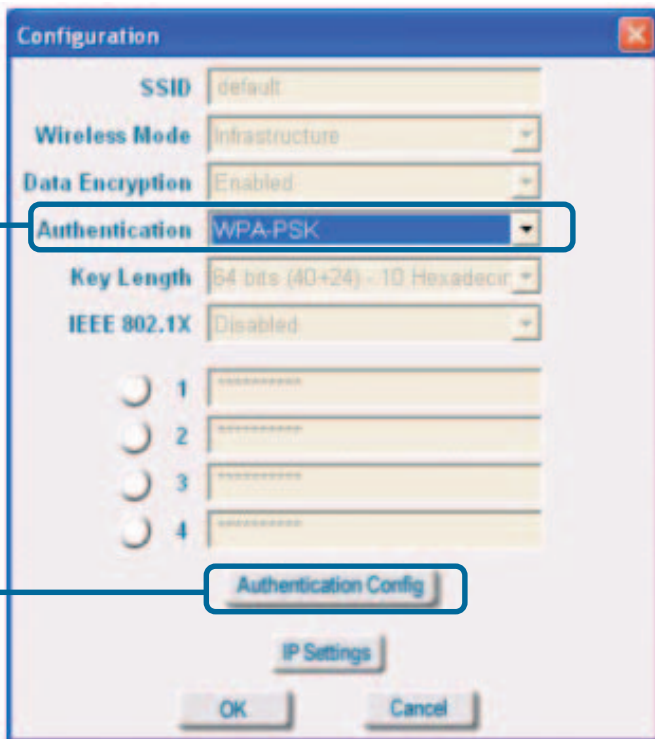 Configuration
SSID default
Wireless Mode Infrastructure
Data Encryption Enabled
Authentication WPA-PSK
Key Length 64 bits (40+24) - 10 Hexadecir
IEEE 802.1X Disabled
1 **********
2 **********
3 **********
4 **********
Authentication Config
IP Settings
OK Cancel